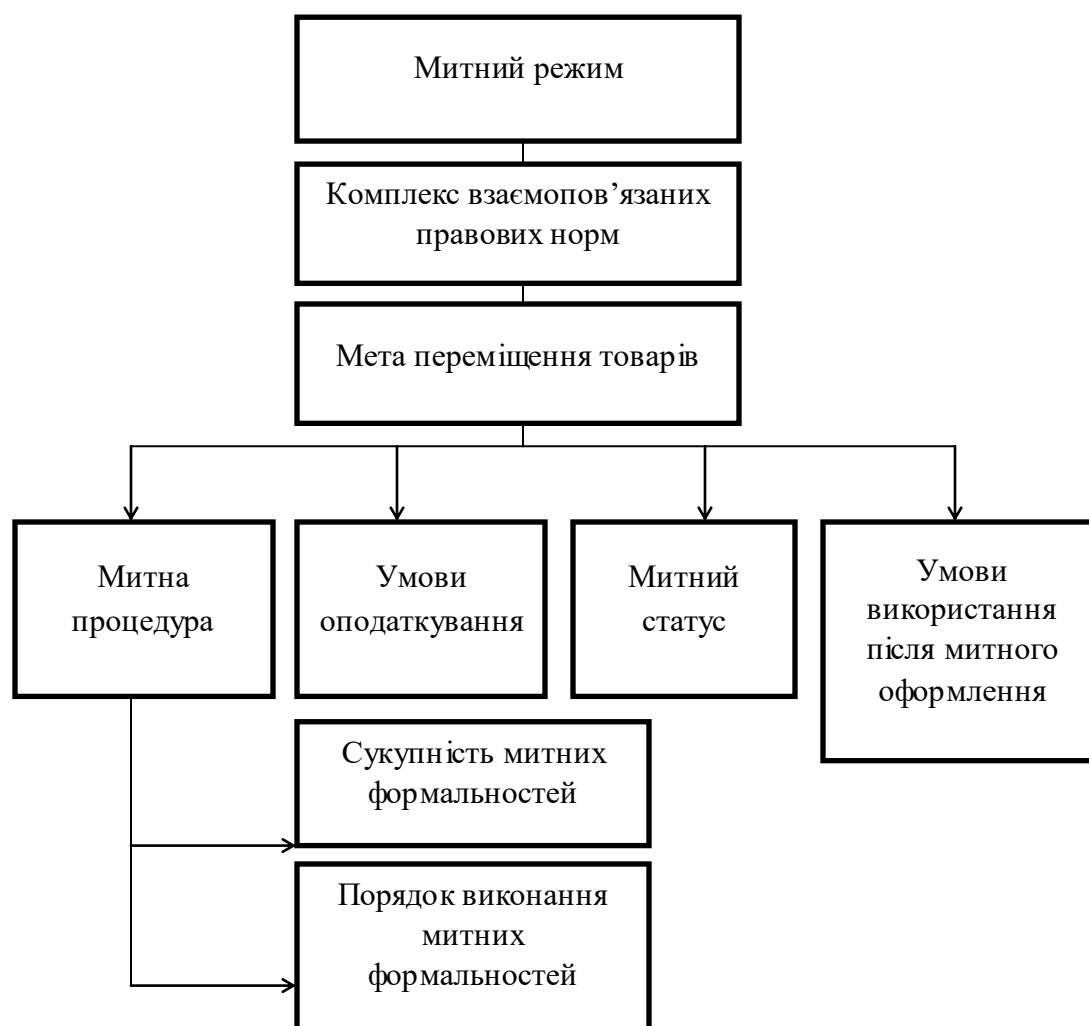 Митний режим
Комплекс взаємопов’язаних
правових норм
Мета переміщення товарів
Митна
процедура
Умови
оподаткування
Митний
статус
Умови
використання
після митного
оформлення
Сукупність митних
формальностей
Порядок виконання
митних
формальностей